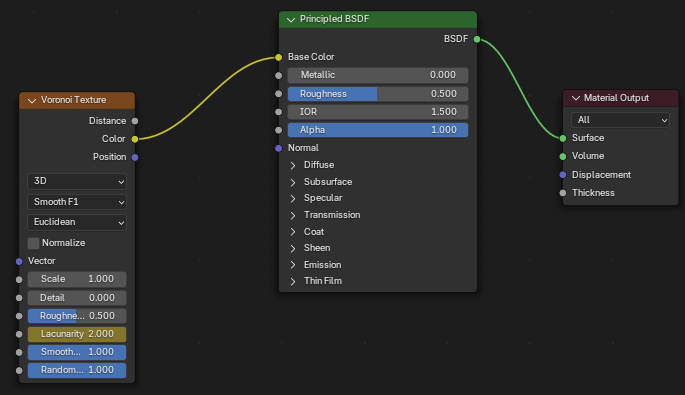 Voronoi Texture
Distance
Color
Position
3D
Smooth F1
Euclidean
Normalize
Vector
Scale 1.000
Detail 0.000
Roughne... 0.500
Lacunarity 2.000
Smooth... 1.000
Random... 1.000
Principled BSDF
BSDF
Base Color
Metallic 0.000
Roughness 0.500
IOR 1.500
Alpha 1.000
Normal
Diffuse
Subsurface
Specular
Transmission
Coat
Sheen
Emission
Thin Film
Material Output
All
Surface
Volume
Displacement
Thickness